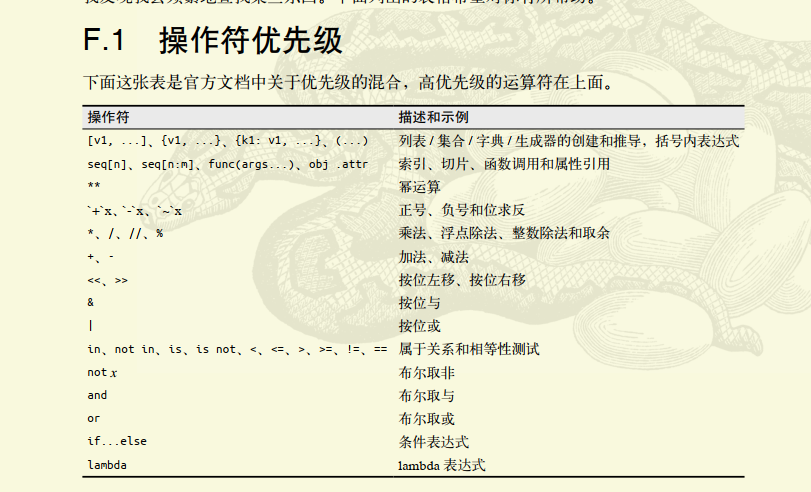 F.1 操作符优先级
下面这张表是官方文档中关于优先级的混合，高优先级的运算符在上面。
操作符 描述和示例
[v1, ...]、{v1, ...}、{k1: v1, ...}、(...) 列表 / 集合 / 字典 / 生成器的创建和推导，括号内表达式
seq[n]、seq[n:m]、func(args...)、obj .attr 索引、切片、函数调用和属性引用
** 幂运算
`+`x、`-`x、`~`x 正号、负号和位求反
*、/、//、% 乘法、浮点除法、整数除法和取余
+、- 加法、减法
<<、>> 按位左移、按位右移
& 按位与
| 按位或
in、not in、is、is not、<、<=、>、>=、!=、== 属于关系和相等性测试
not x 布尔取非
and 布尔取与
or 布尔取或
if...else 条件表达式
lambda lambda 表达式